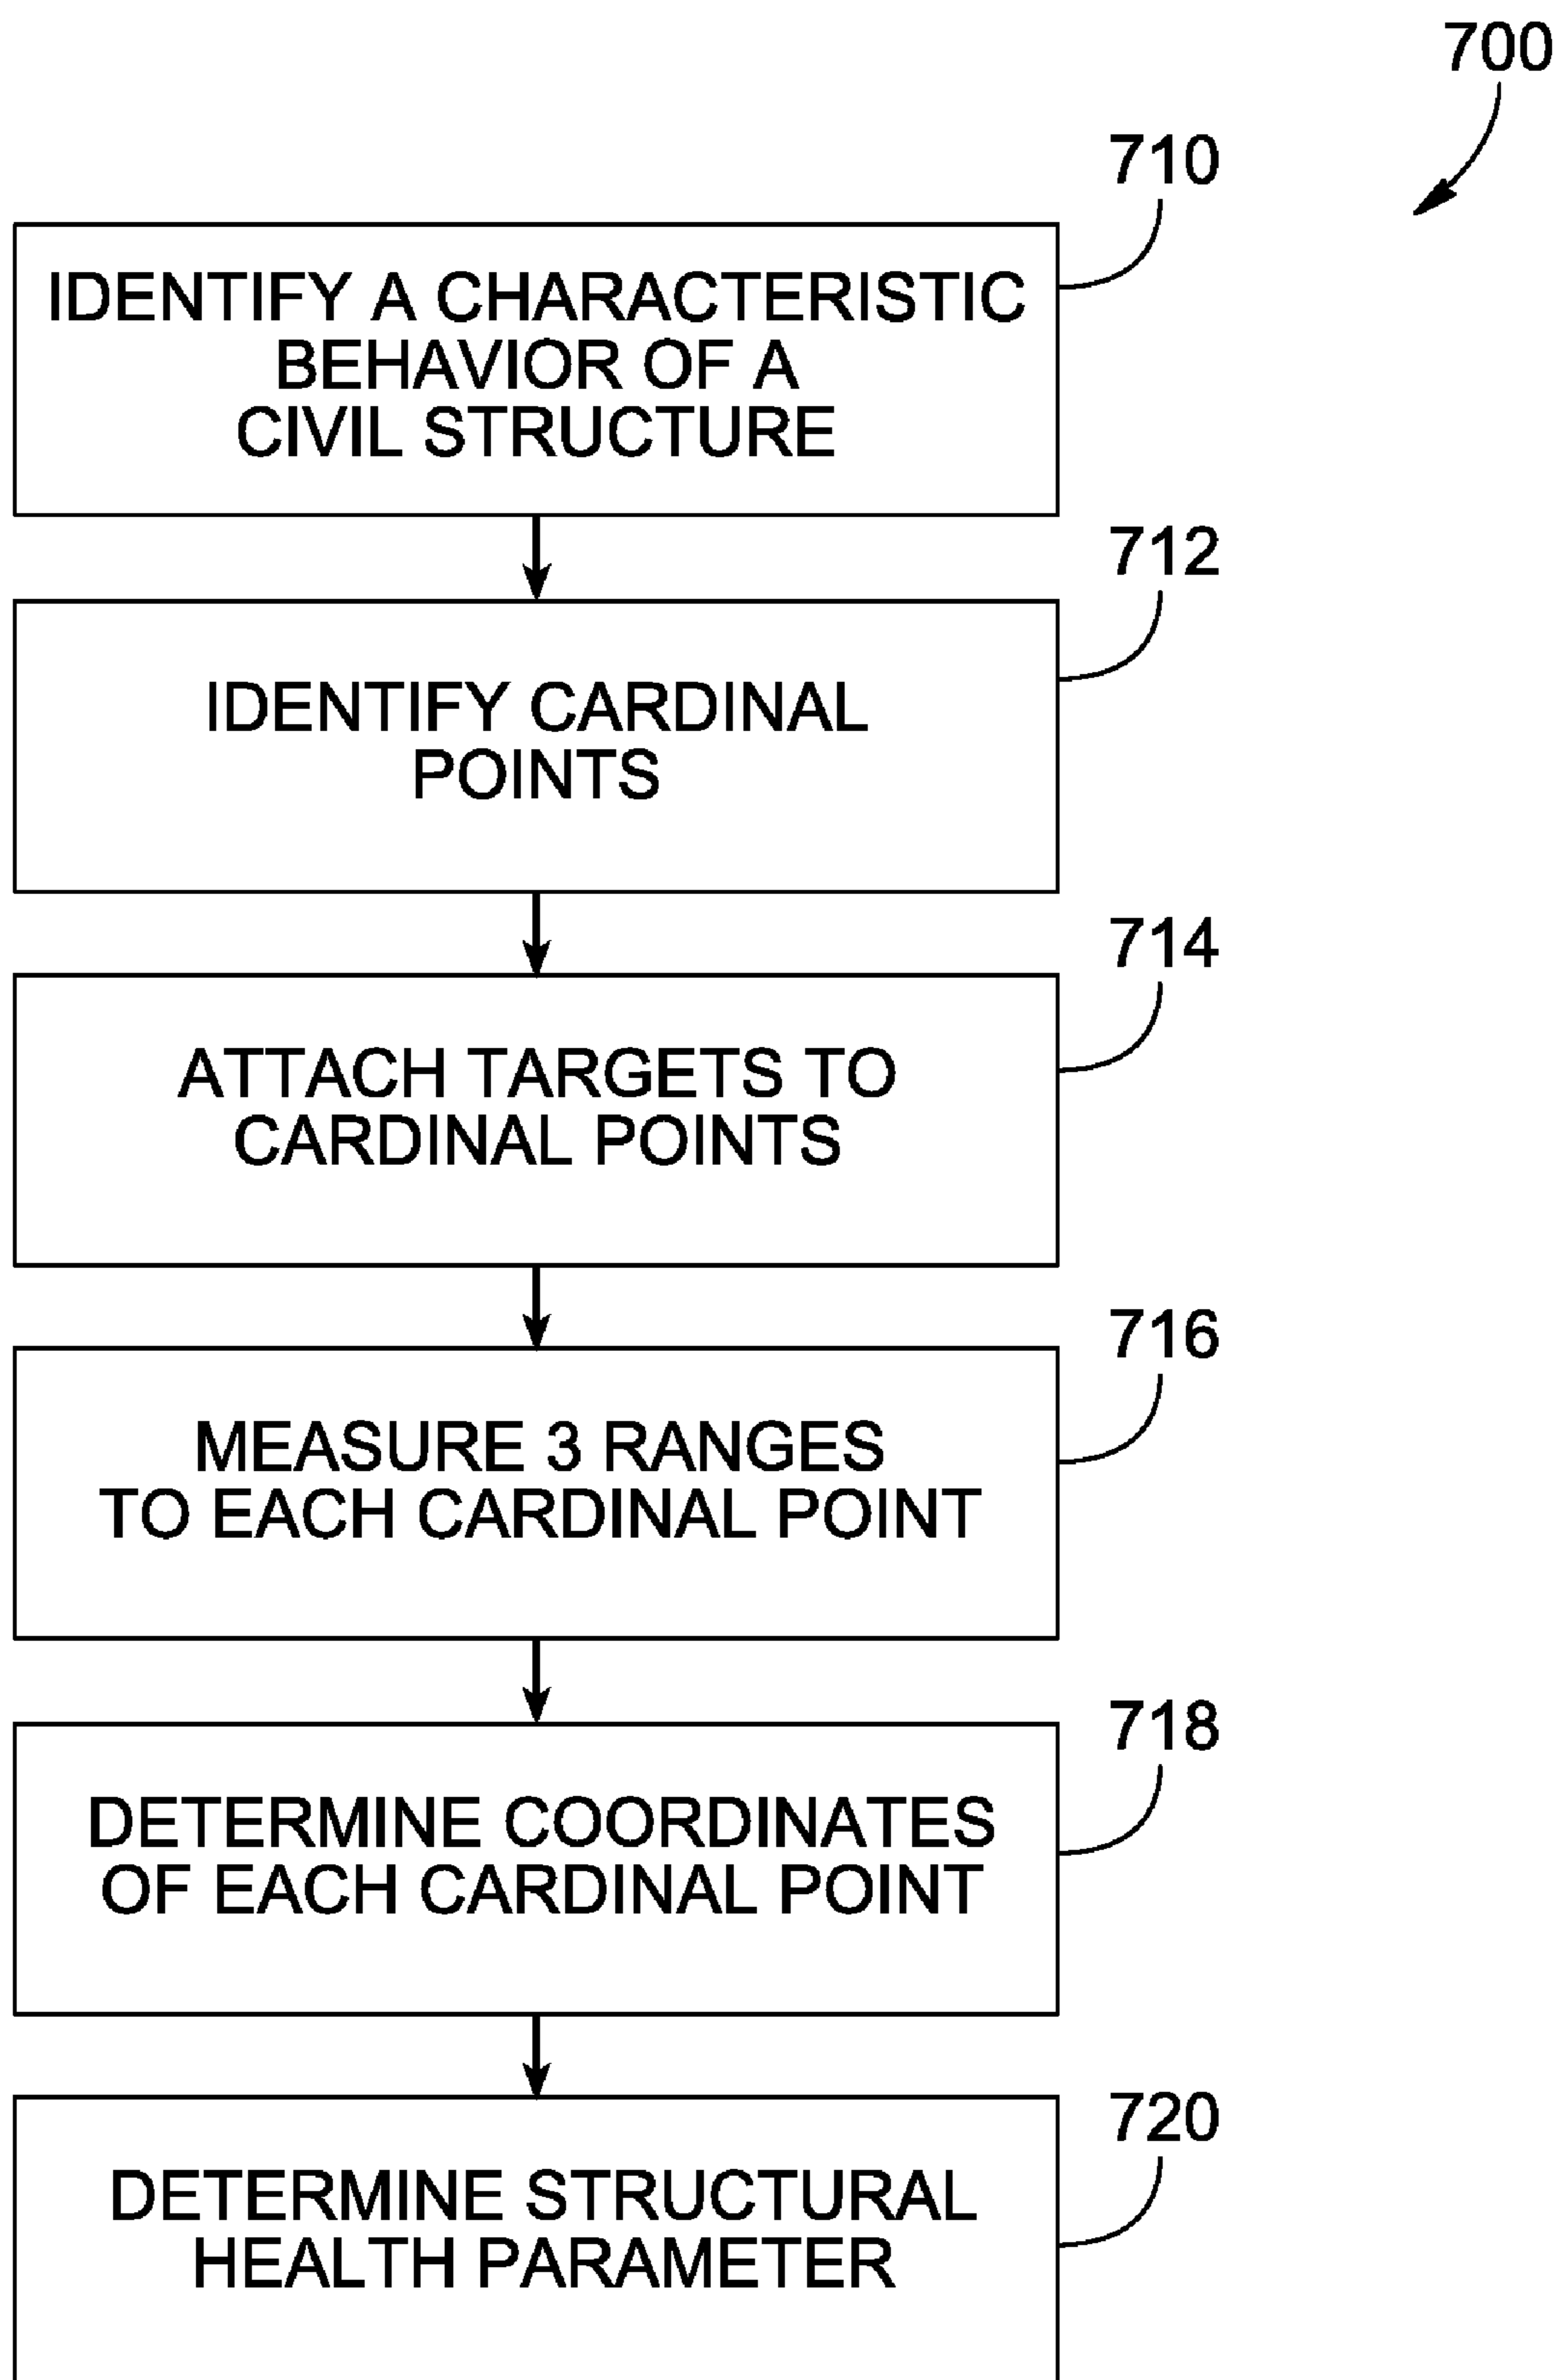 700
710
IDENTIFY A CHARACTERISTIC
BEHAVIOR OF A
CIVIL STRUCTURE
712
IDENTIFY CARDINAL
POINTS
714
ATTACH TARGETS TO
CARDINAL POINTS
716
MEASURE 3 RANGES
TO EACH CARDINAL POINT
718
DETERMINE COORDINATES
OF EACH CARDINAL POINT
720
DETERMINE STRUCTURAL
HEALTH PARAMETER